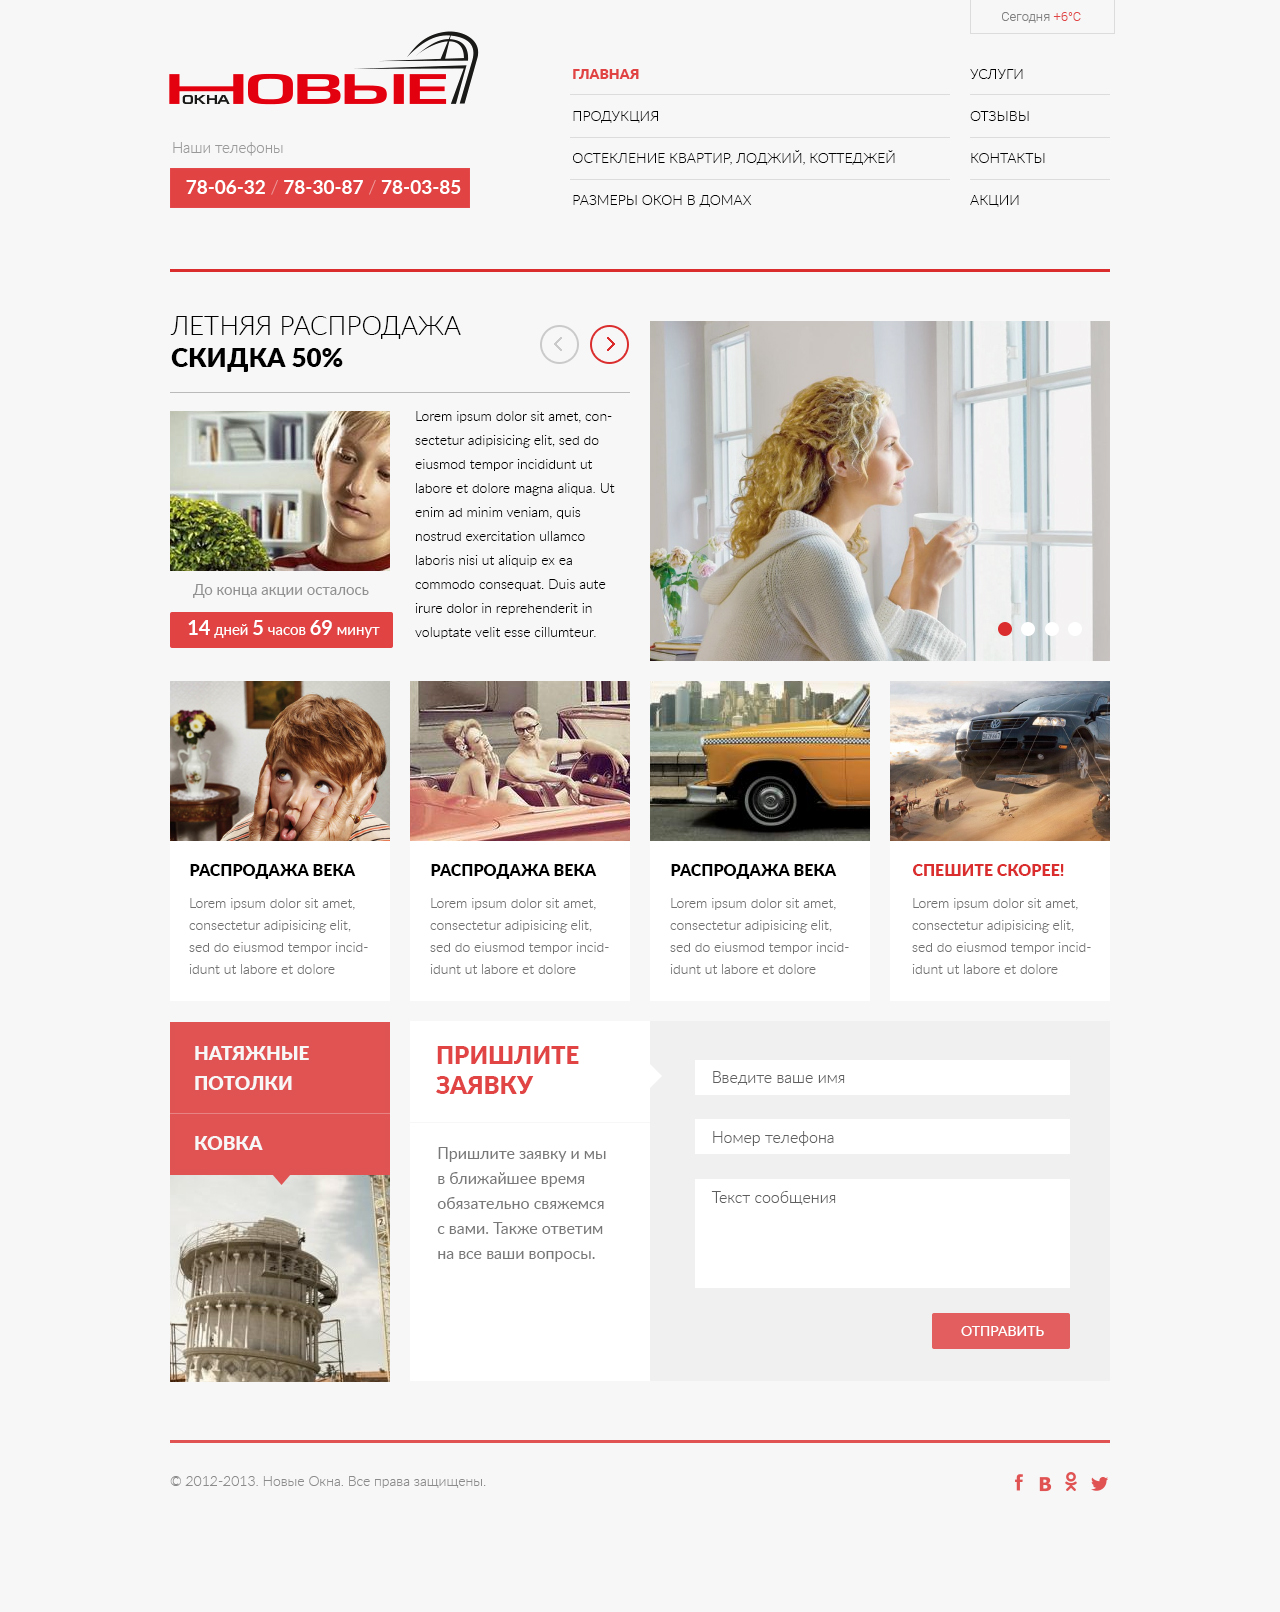 Сегодня +6°C
ОКНА НОВЫЕ
Наши телефоны
78-06-32 / 78-30-87 / 78-03-85
ГЛАВНАЯ
ПРОДУКЦИЯ
ОСТЕКЛЕНИЕ КВАРТИР, ЛОДЖИЙ, КОТТЕДЖЕЙ
РАЗМЕРЫ ОКОН В ДОМАХ
УСЛУГИ
ОТЗЫВЫ
КОНТАКТЫ
АКЦИИ
ЛЕТНЯЯ РАСПРОДАЖА
СКИДКА 50%
До конца акции осталось
14 дней 5 часов 69 минут
Lorem ipsum dolor sit amet, con-
sectetur adipisicing elit, sed do
eiusmod tempor incididunt ut
labore et dolore magna aliqua. Ut
enim ad minim veniam, quis
nostrud exercitation ullamco
laboris nisi ut aliquip ex ea
commodo consequat. Duis aute
irure dolor in reprehenderit in
voluptate velit esse cillumteur.
РАСПРОДАЖА ВЕКА
Lorem ipsum dolor sit amet,
consectetur adipisicing elit,
sed do eiusmod tempor incid-
idunt ut labore et dolore
РАСПРОДАЖА ВЕКА
Lorem ipsum dolor sit amet,
consectetur adipisicing elit,
sed do eiusmod tempor incid-
idunt ut labore et dolore
РАСПРОДАЖА ВЕКА
Lorem ipsum dolor sit amet,
consectetur adipisicing elit,
sed do eiusmod tempor incid-
idunt ut labore et dolore
СПЕШИТЕ СКОРЕЕ!
Lorem ipsum dolor sit amet,
consectetur adipisicing elit,
sed do eiusmod tempor incid-
idunt ut labore et dolore
НАТЯЖНЫЕ
ПОТОЛКИ
КОВКА
ПРИШЛИТЕ
ЗАЯВКУ
Пришлите заявку и мы
в ближайшее время
обязательно свяжемся
с вами. Также ответим
на все ваши вопросы.
Введите ваше имя
Номер телефона
Текст сообщения
ОТПРАВИТЬ
© 2012-2013. Новые Окна. Все права защищены.